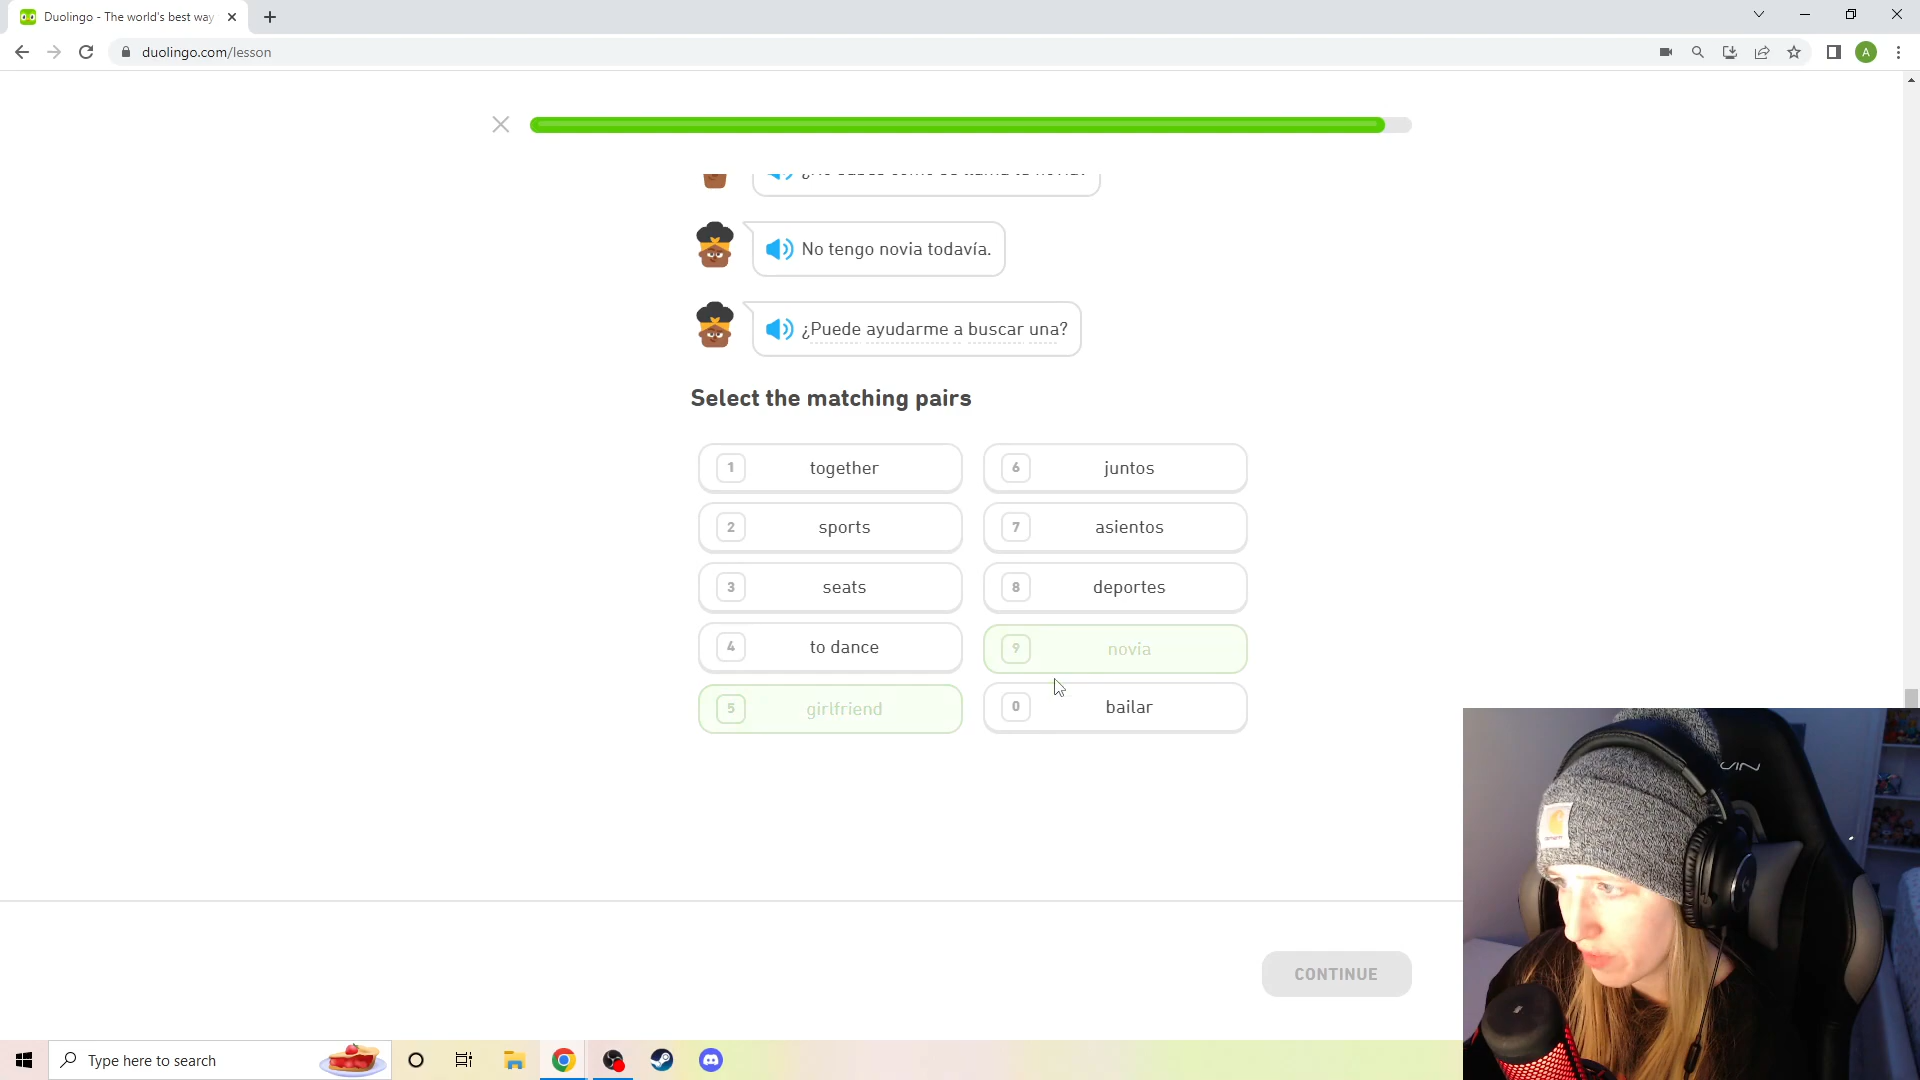 Duolingo - The world's best way
duolingo.com/lesson
A
No tengo novia todavía.
¿Puede ayudarme a buscar una?
Select the matching pairs
1 together
6 juntos
2 sports
7 asientos
3 seats
8 deportes
4 to dance
9 novia
5 girlfriend
0 bailar
CONTINUE
Type here to search